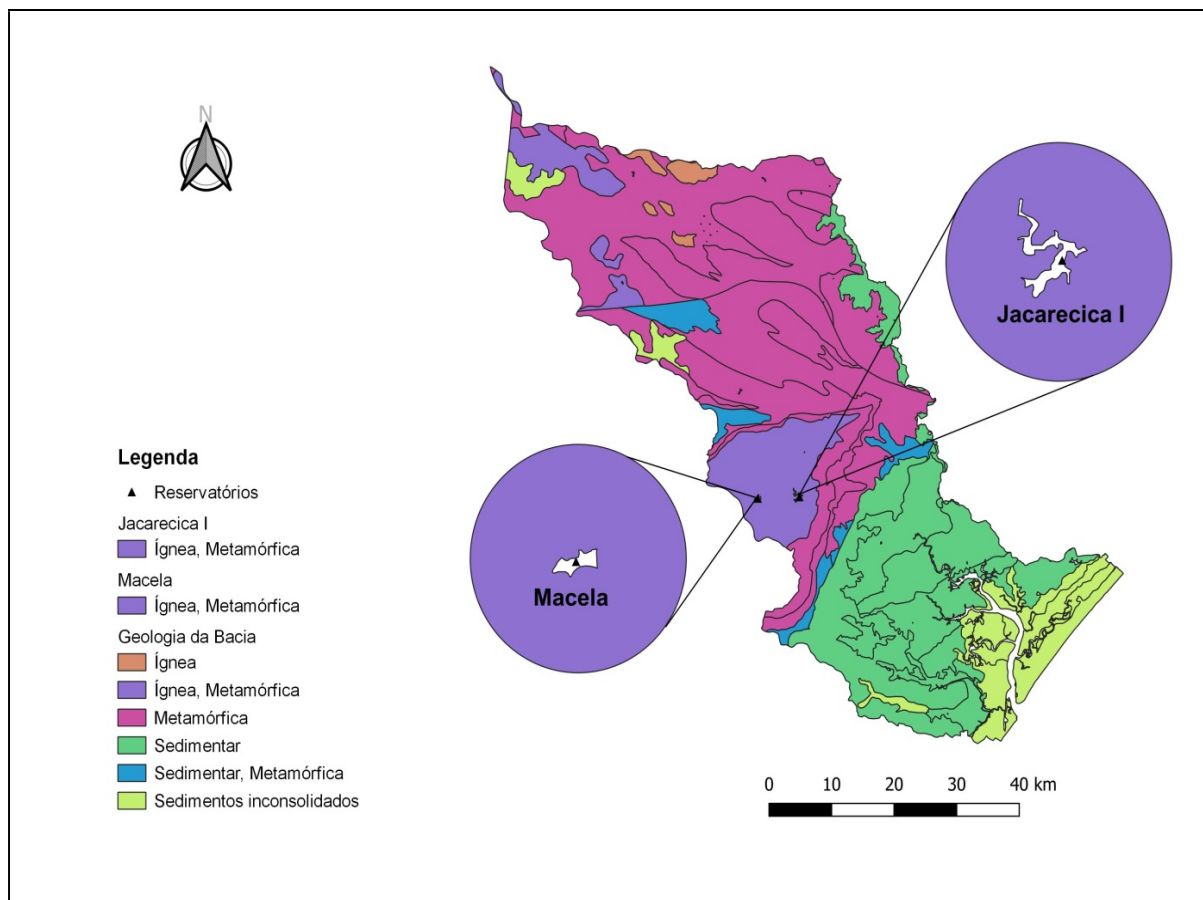 N
Jacarecica I
Macela
Legenda
Reservatórios
Jacarecica I
Ígnea, Metamórfica
Macela
Ígnea, Metamórfica
Geologia da Bacia
Ígnea
Ígnea, Metamórfica
Metamórfica
Sedimentar
Sedimentar, Metamórfica
Sedimentos inconsolidados
0 10 20 30 40 km